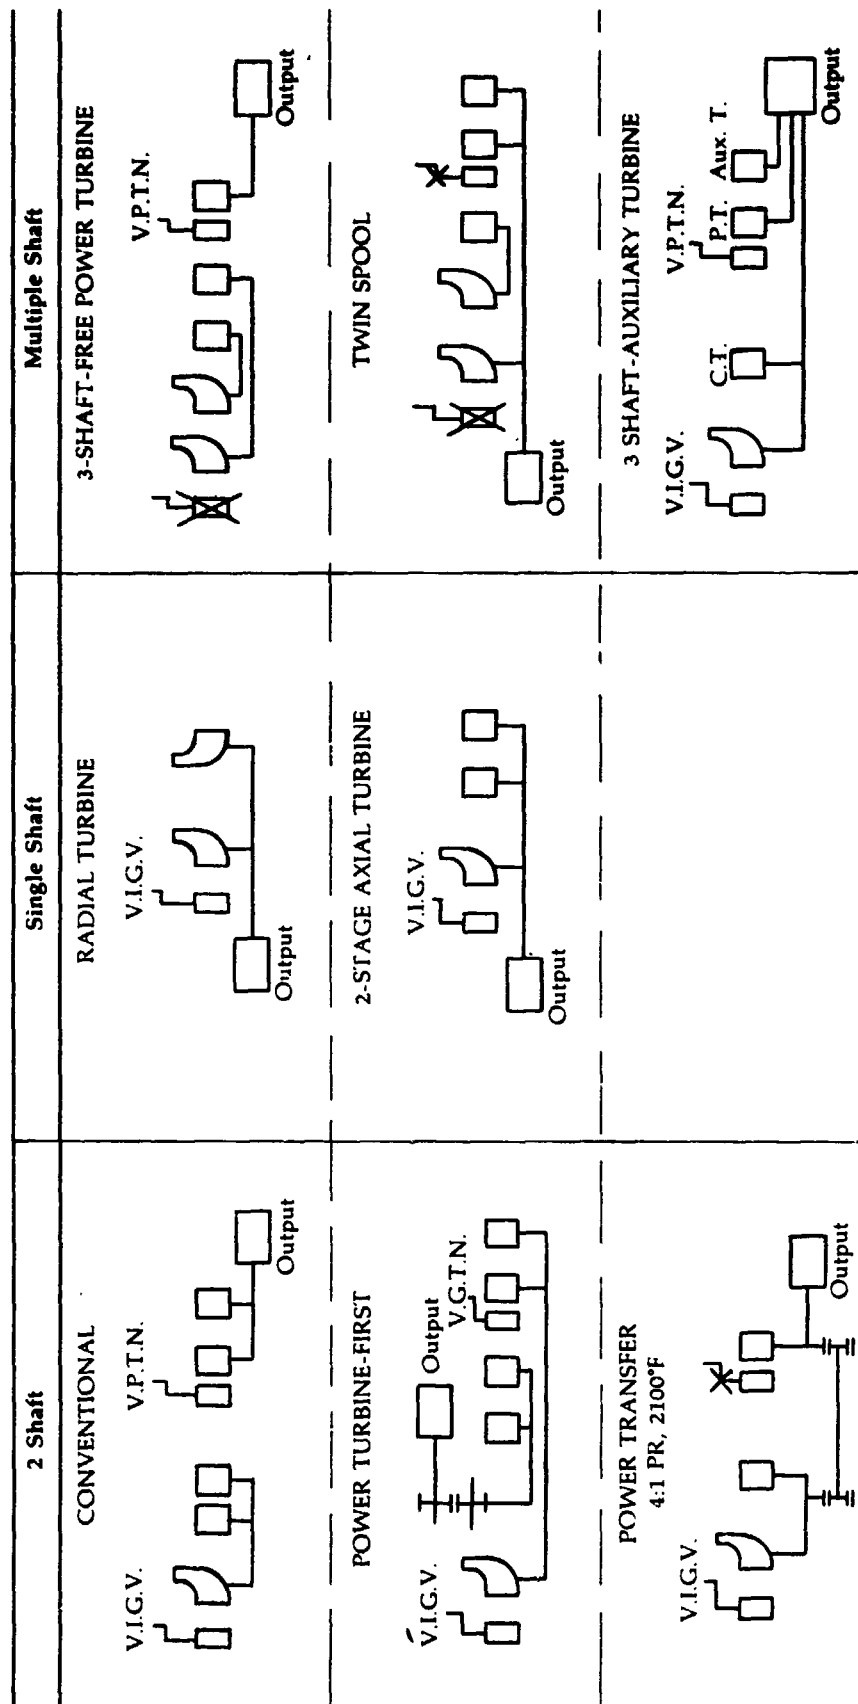 2 Shaft
Single Shaft
Multiple Shaft
CONVENTIONAL
V.I.G.V.
V.P.T.N.
Output
RADIAL TURBINE
V.I.G.V.
Output
3-SHAFT-FREE POWER TURBINE
V.P.T.N.
Output
POWER TURBINE-FIRST
V.I.G.V.
Output
V.G.T.N.
2-STAGE AXIAL TURBINE
V.I.G.V.
Output
TWIN SPOOL
Output
POWER TRANSFER
4:1 PR, 2100°F
V.I.G.V.
Output
3 SHAFT-AUXILIARY TURBINE
V.I.G.V.
C.T.
V.P.T.N.
P.T.
Aux. T.
Output